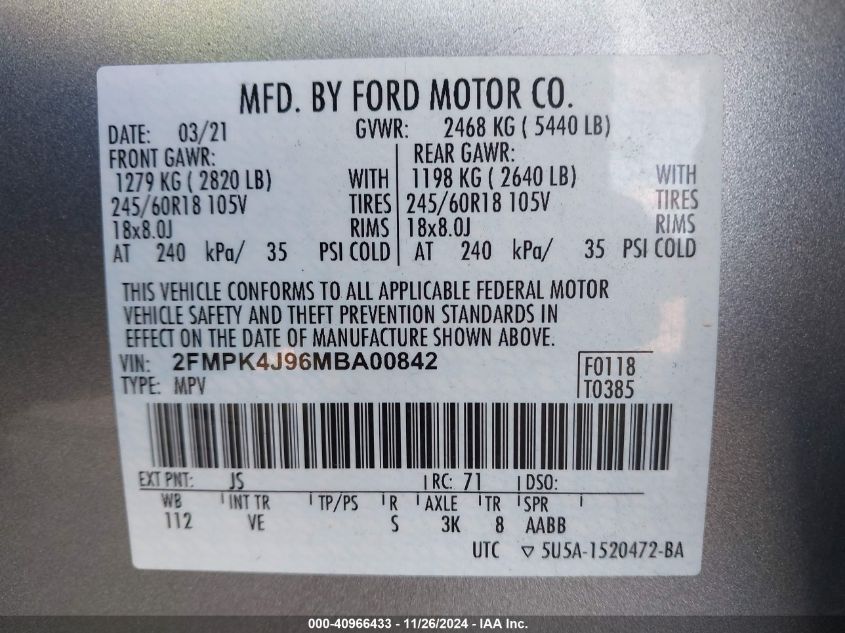 MFD. BY FORD MOTOR CO.
DATE: 03/21 GVWR: 2468 KG ( 5440 LB)
FRONT GAWR: REAR GAWR:
1279 KG ( 2820 LB) WITH 1198 KG ( 2640 LB) WITH
245/60R18 105V TIRES 245/60R18 105V TIRES
18x8.0J RIMS 18x8.0J RIMS
AT 240 kPa/ 35 PSI COLD AT 240 kPa/ 35 PSI COLD
THIS VEHICLE CONFORMS TO ALL APPLICABLE FEDERAL MOTOR
VEHICLE SAFETY AND THEFT PREVENTION STANDARDS IN
EFFECT ON THE DATE OF MANUFACTURE SHOWN ABOVE.
VIN: 2FMPK4J96MBA00842 F0118
TYPE: MPV T0385
EXT PNT: JS RC: 71 DSO:
WB INT TR TP/PS R AXLE TR SPR
112 VE S 3K 8 AABB
UTC ▽ 5U5A-1520472-BA
000-40966433 - 11/26/2024 - IAA Inc.